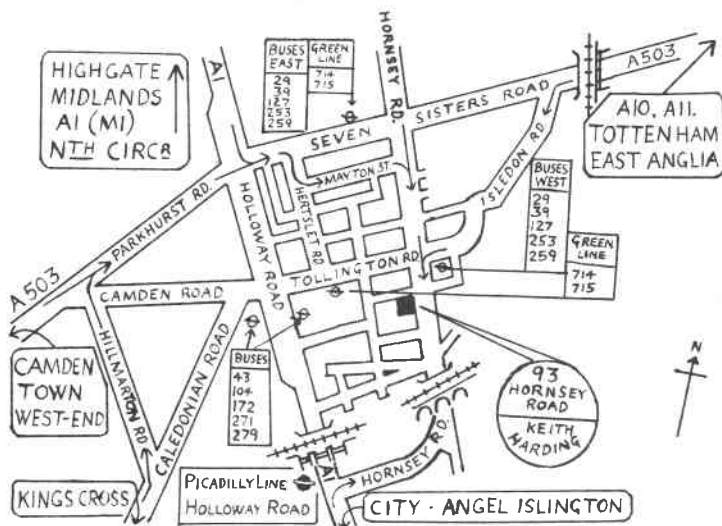 HIGHGATE
MIDLANDS
A1 (M1)
NTH CIRCR
A1
BUSES
EAST
29
39
127
253
259
GREEN
LINE
714
715
HORNSEY RD.
A503
A10. A11.
TOTTENHAM
EAST ANGLIA
SEVEN SISTERS ROAD
ISLEDON RD
MAYTON ST.
HERTSLET RD
PARKHURST RD.
HOLLOWAY ROAD
TOLLINGTON RD.
BUSES
WEST
29
39
127
253
259
GREEN
LINE
714
715
A503
CAMDEN ROAD
CAMDEN
TOWN
WEST-END
HILLMARTON RD
CALEDONIAN ROAD
BUSES
43
104
172
271
279
93
HORNSEY
ROAD
KEITH
HARDING
N
KINGS CROSS
PICADILLY LINE
HOLLOWAY ROAD
A1
HORNSEY RD.
CITY · ANGEL ISLINGTON